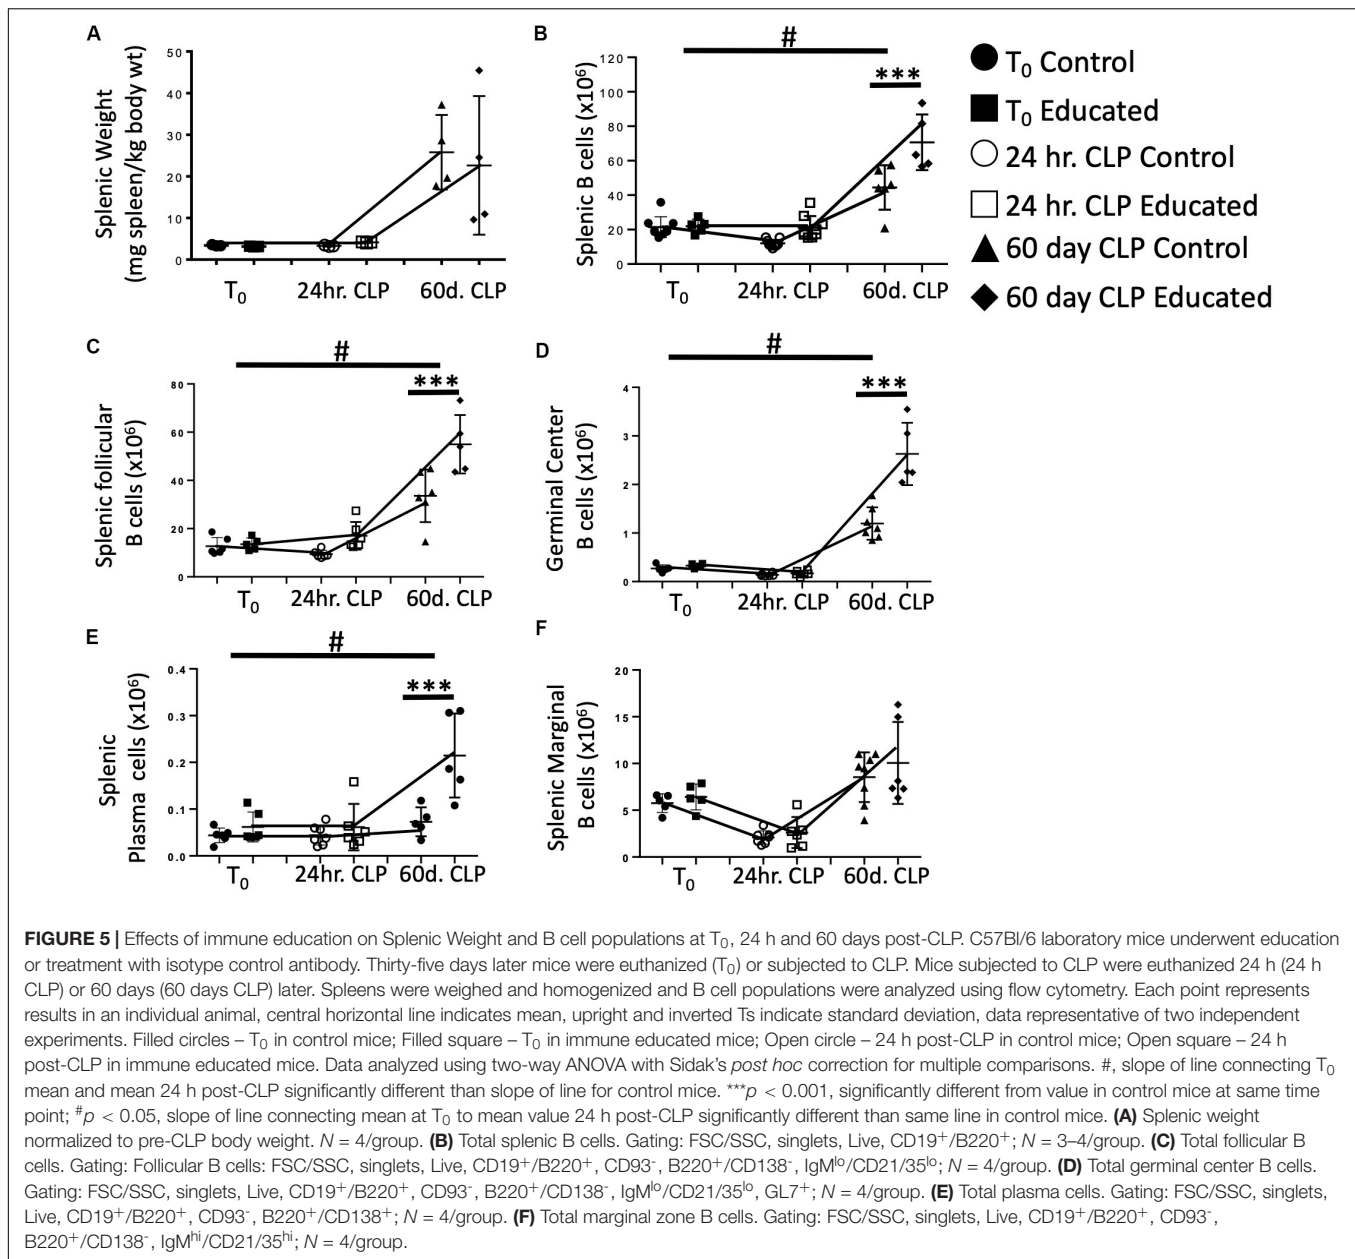 A
Splenic Weight
(mg spleen/kg body wt)
50
40
30
20
10
0
T0
24hr. CLP
60d. CLP
B
#
***
Splenic B cells (x10⁶)
120
100
80
60
40
20
0
T0
24hr. CLP
60d. CLP
T0 Control
T0 Educated
24 hr. CLP Control
24 hr. CLP Educated
60 day CLP Control
60 day CLP Educated
C
#
***
Splenic follicular
B cells (x10⁶)
80
60
40
20
0
T0
24hr. CLP
60d. CLP
D
#
***
Germinal Center
B cells (x10⁶)
4
3
2
1
0
T0
24hr. CLP
60d. CLP
E
#
***
Splenic
Plasma cells (x10⁶)
0.4
0.3
0.2
0.1
0.0
T0
24hr. CLP
60d. CLP
F
Splenic Marginal
B cells (x10⁶)
20
15
10
5
0
T0
24hr. CLP
60d. CLP
FIGURE 5 | Effects of immune education on Splenic Weight and B cell populations at T0, 24 h and 60 days post-CLP. C57Bl/6 laboratory mice underwent education
or treatment with isotype control antibody. Thirty-five days later mice were euthanized (T0) or subjected to CLP. Mice subjected to CLP were euthanized 24 h (24 h
CLP) or 60 days (60 days CLP) later. Spleens were weighed and homogenized and B cell populations were analyzed using flow cytometry. Each point represents
results in an individual animal, central horizontal line indicates mean, upright and inverted Ts indicate standard deviation, data representative of two independent
experiments. Filled circles – T0 in control mice; Filled square – T0 in immune educated mice; Open circle – 24 h post-CLP in control mice; Open square – 24 h
post-CLP in immune educated mice. Data analyzed using two-way ANOVA with Sidak's post hoc correction for multiple comparisons. #, slope of line connecting T0
mean and mean 24 h post-CLP significantly different than slope of line for control mice. ***p < 0.001, significantly different from value in control mice at same time
point; #p < 0.05, slope of line connecting mean at T0 to mean value 24 h post-CLP significantly different than same line in control mice. (A) Splenic weight
normalized to pre-CLP body weight. N = 4/group. (B) Total splenic B cells. Gating: FSC/SSC, singlets, Live, CD19⁺/B220⁺; N = 3–4/group. (C) Total follicular B
cells. Gating: Follicular B cells: FSC/SSC, singlets, Live, CD19⁺/B220⁺, CD93⁻, B220⁺/CD138⁻, IgMˡᵒ/CD21/35ˡᵒ; N = 4/group. (D) Total germinal center B cells.
Gating: FSC/SSC, singlets, Live, CD19⁺/B220⁺, CD93⁻, B220⁺/CD138⁻, IgMˡᵒ/CD21/35ˡᵒ, GL7⁺; N = 4/group. (E) Total plasma cells. Gating: FSC/SSC, singlets,
Live, CD19⁺/B220⁺, CD93⁻, B220⁺/CD138⁺; N = 4/group. (F) Total marginal zone B cells. Gating: FSC/SSC, singlets, Live, CD19⁺/B220⁺, CD93⁻,
B220⁺/CD138⁻, IgMʰⁱ/CD21/35ʰⁱ; N = 4/group.